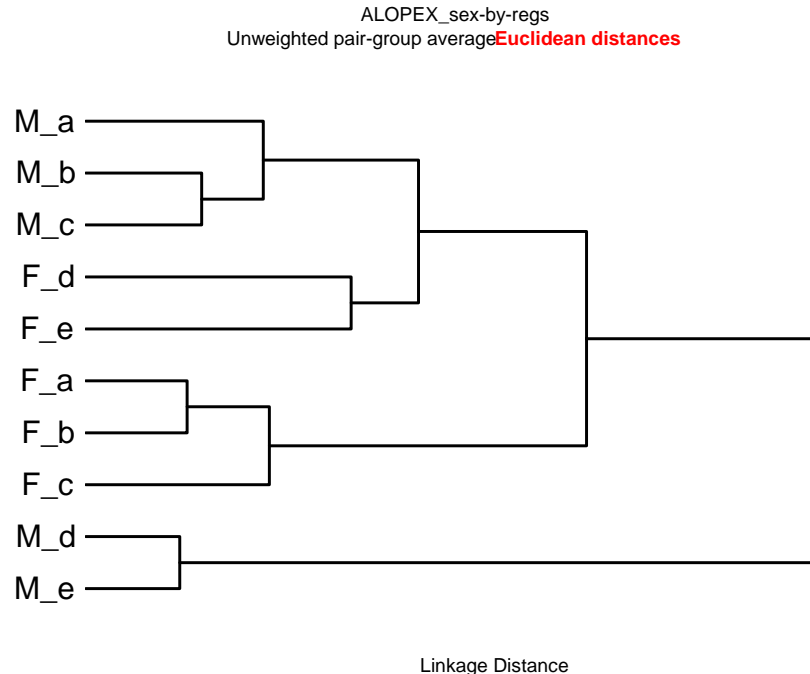 ALOPEX_sex-by-regs
Unweighted pair-group averageEuclidean distances
M_a
M_b
M_c
F_d
F_e
F_a
F_b
F_c
M_d
M_e
Linkage Distance